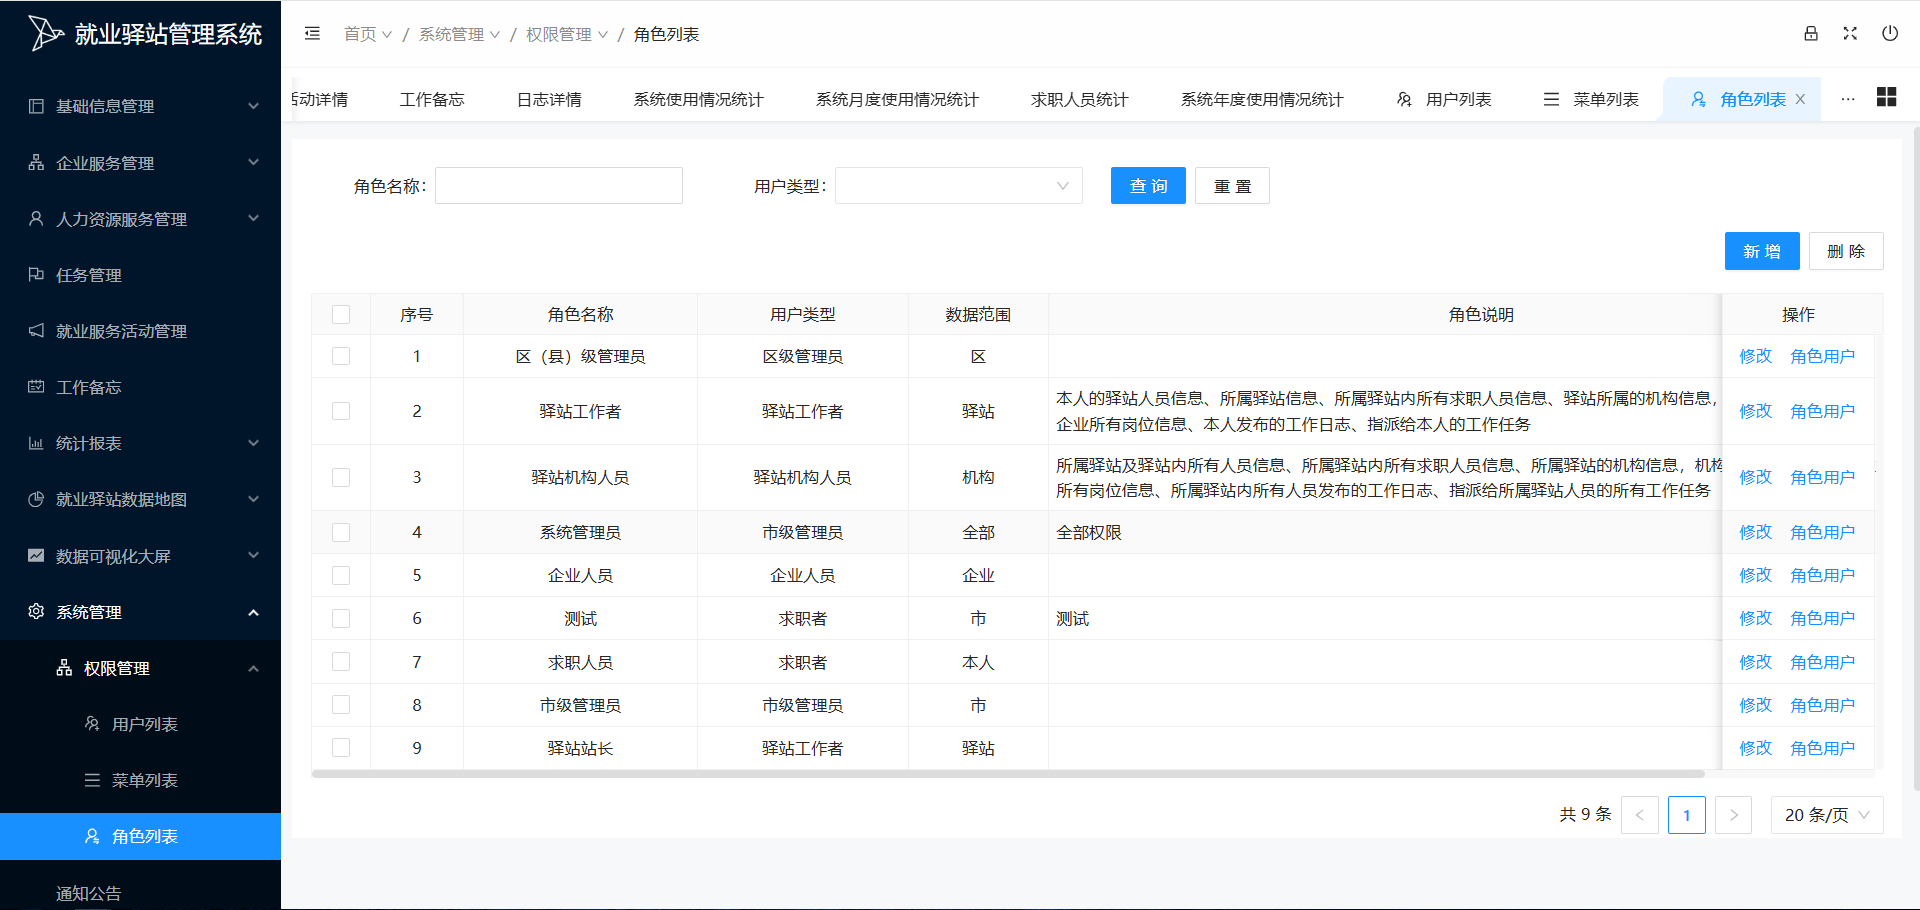 就业驿站管理系统
基础信息管理
企业服务管理
人力资源服务管理
任务管理
就业服务活动管理
工作备忘
统计报表
就业驿站数据地图
数据可视化大屏
系统管理
权限管理
用户列表
菜单列表
角色列表
通知公告
首页 / 系统管理 / 权限管理 / 角色列表
活动详情 工作备忘 日志详情 系统使用情况统计 系统月度使用情况统计 求职人员统计 系统年度使用情况统计 用户列表 菜单列表 角色列表 X ...
角色名称: 用户类型: 查 询 重 置
新 增 删 除
序号 角色名称 用户类型 数据范围 角色说明 操作
1 区（县）级管理员 区级管理员 区 修改 角色用户
2 驿站工作者 驿站工作者 驿站 本人的驿站人员信息、所属驿站信息、所属驿站内所有求职人员信息、驿站所属的机构信息，
企业所有岗位信息、本人发布的工作日志、指派给本人的工作任务 修改 角色用户
3 驿站机构人员 驿站机构人员 机构 所属驿站及驿站内所有人员信息、所属驿站内所有求职人员信息、所属驿站的机构信息，机构
所有岗位信息、所属驿站内所有人员发布的工作日志、指派给所属驿站人员的所有工作任务 修改 角色用户
4 系统管理员 市级管理员 全部 全部权限 修改 角色用户
5 企业人员 企业人员 企业 修改 角色用户
6 测试 求职者 市 测试 修改 角色用户
7 求职人员 求职者 本人 修改 角色用户
8 市级管理员 市级管理员 市 修改 角色用户
9 驿站站长 驿站工作者 驿站 修改 角色用户
共 9 条 < 1 > 20 条/页